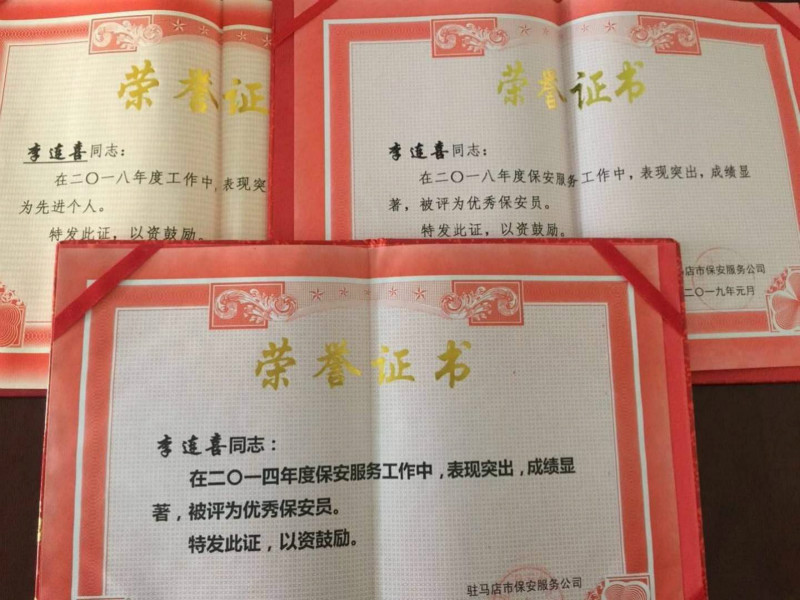 荣誉证
李连喜同志：
在二〇一八年度工作中，表现突
为先进个人。
特发此证，以资鼓励。
荣誉证书
李连喜同志：
在二〇一八年度保安服务工作中，表现突出，成绩显
著，被评为优秀保安员。
特发此证，以资鼓励。
店市保安服务公司
二〇一九年元月
荣誉证书
李连喜同志：
在二〇一四年度保安服务工作中，表现突出，成绩显
著，被评为优秀保安员。
特发此证，以资鼓励。
驻马店市保安服务公司